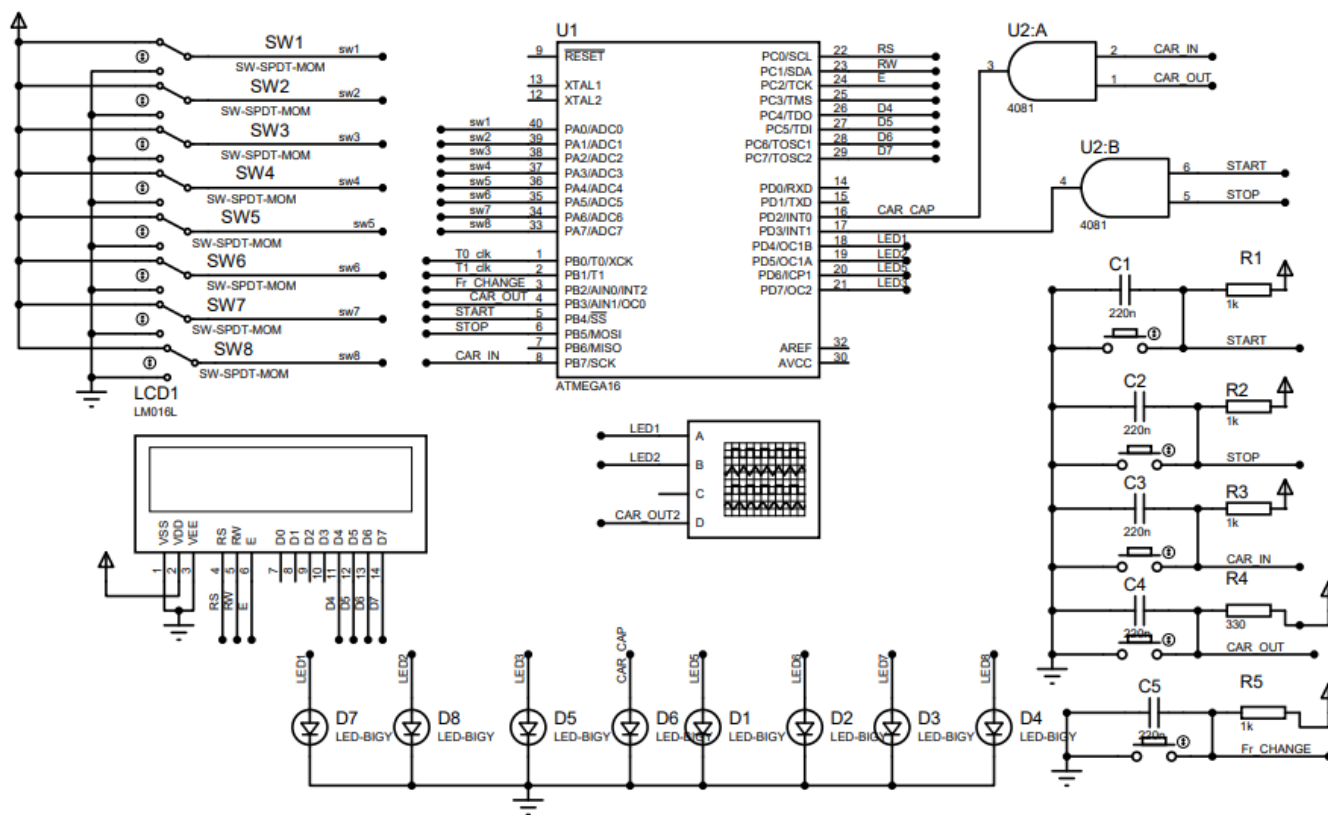 SW1
sw1
SW-SPDT-MOM
SW2
sw2
SW-SPDT-MOM
SW3
sw3
SW-SPDT-MOM
SW4
sw4
SW-SPDT-MOM
SW5
sw5
SW-SPDT-MOM
SW6
sw6
SW-SPDT-MOM
SW7
sw7
SW-SPDT-MOM
SW8
sw8
SW-SPDT-MOM
U1
9 RESET
13 XTAL1
12 XTAL2
sw1 40 PA0/ADC0
sw2 39 PA1/ADC1
sw3 38 PA2/ADC2
sw4 37 PA3/ADC3
sw5 36 PA4/ADC4
sw6 35 PA5/ADC5
sw7 34 PA6/ADC6
sw8 33 PA7/ADC7
T0_clk 1 PB0/T0/XCK
T1_clk 2 PB1/T1
Fr_CHANGE 3 PB2/AIN0/INT2
CAR_OUT 4 PB3/AIN1/OC0
START 5 PB4/SS
STOP 6 PB5/MOSI
7 PB6/MISO
CAR_IN 8 PB7/SCK
PC0/SCL 22 RS
PC1/SDA 23 RW
PC2/TCK 24 E
PC3/TMS 25
PC4/TDO 26 D4
PC5/TDI 27 D5
PC6/TOSC1 28 D6
PC7/TOSC2 29 D7
PD0/RXD 14
PD1/TXD 15
PD2/INT0 16 CAR_CAP
PD3/INT1 17
PD4/OC1B 18 LED1
PD5/OC1A 19 LED2
PD6/ICP1 20 LED5
PD7/OC2 21 LED3
AREF 32
AVCC 30
ATMEGA16
U2:A
3
2 CAR_IN
1 CAR_OUT
4081
U2:B
4
6 START
5 STOP
4081
C1
R1
220n
1k
START
C2
R2
220n
1k
STOP
C3
R3
220n
1k
CAR_IN
C4
R4
220n
330
CAR_OUT
C5
R5
220n
1k
Fr_CHANGE
LCD1
LM016L
VSS VDD VEE RS RW E D0 D1 D2 D3 D4 D5 D6 D7
1 2 3 4 5 6 7 8 9 10 11 12 13 14
RS RW E D4 D5 D6 D7
LED1 A
LED2 B
C
CAR_OUT2 D
LED1 LED2 LED3 CAR_CAP LED5 LED6 LED7 LED8
D7 D8 D5 D6 D1 D2 D3 D4
LED-BIGY LED-BIGY LED-BIGY LED-BIGY LED-BIGY LED-BIGY LED-BIGY LED-BIGY